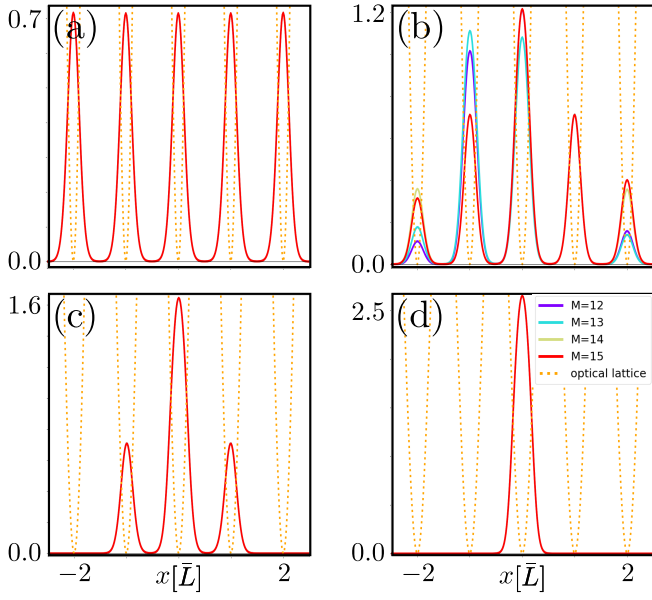 0.7
(a)
0.0
1.2
(b)
0.0
1.6
(c)
0.0
−2
x[L̄]
2
2.5
(d)
M=12
M=13
M=14
M=15
optical lattice
0.0
−2
x[L̄]
2